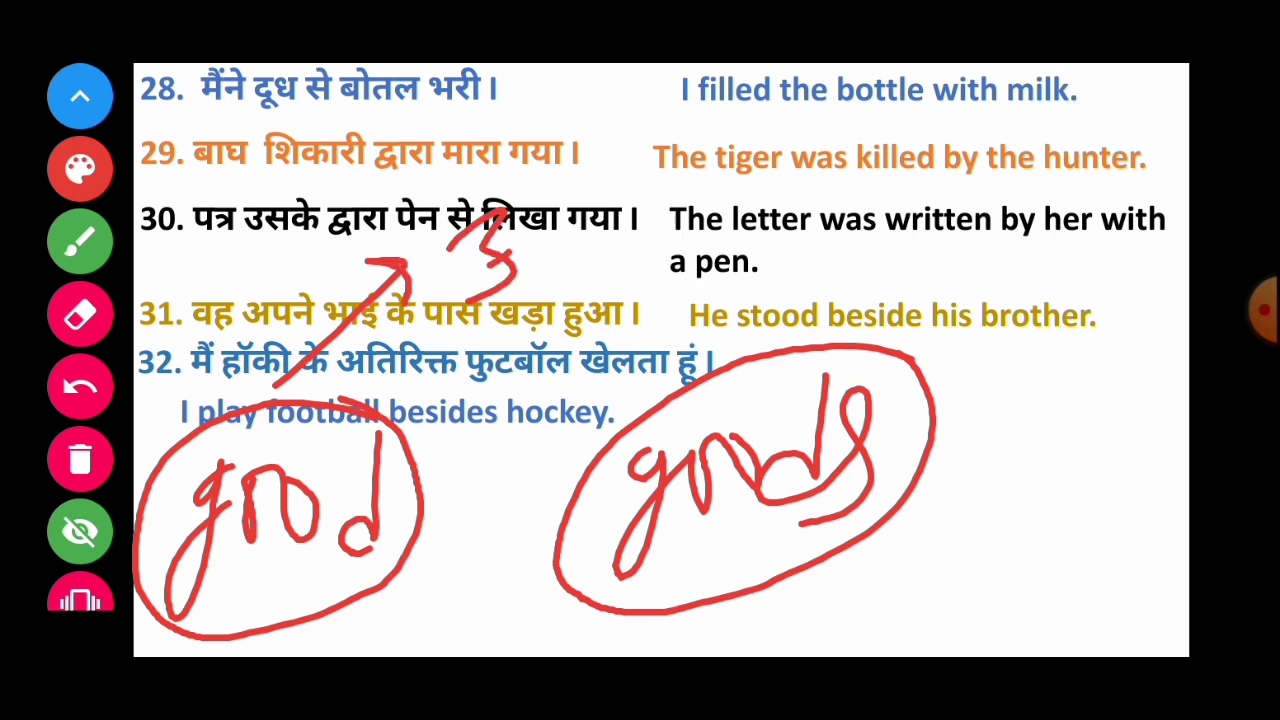 28. मैंने दूध से बोतल भरी I I filled the bottle with milk.
29. बाघ शिकारी द्वारा मारा गया I The tiger was killed by the hunter.
30. पत्र उसके द्वारा पेन से लिखा गया I The letter was written by her with
a pen.
31. वह अपने भाई के पास खड़ा हुआ I He stood beside his brother.
32. मैं हॉकी के अतिरिक्त फुटबॉल खेलता हूं I
I play football besides hockey.
good goods